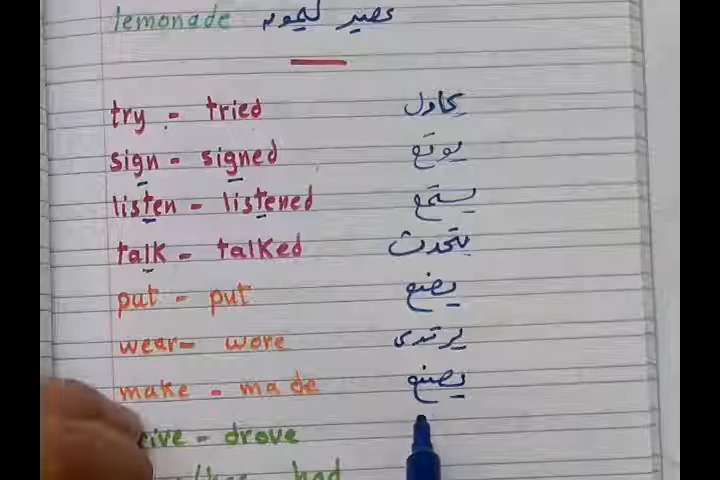 lemonade عصير ليمون
try - tried يحاول
sign - signed يوقع
listen - listened يستمع
talk - talked يتحدث
put - put يضع
wear - wore يرتدى
make - made يصنع
drove
had